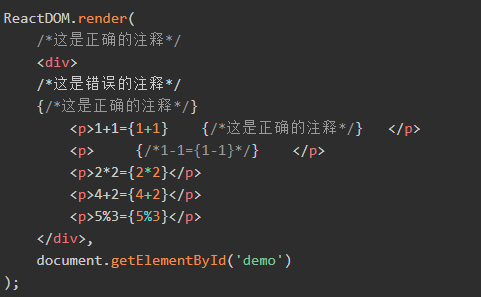 ReactDOM.render(
/*这是正确的注释*/
<div>
/*这是错误的注释*/
{/*这是正确的注释*/}
<p>1+1={1+1} {/*这是正确的注释*/} </p>
<p> {/*1-1={1-1}*/} </p>
<p>2*2={2*2}</p>
<p>4+2={4+2}</p>
<p>5%3={5%3}</p>
</div>,
document.getElementById('demo')
);